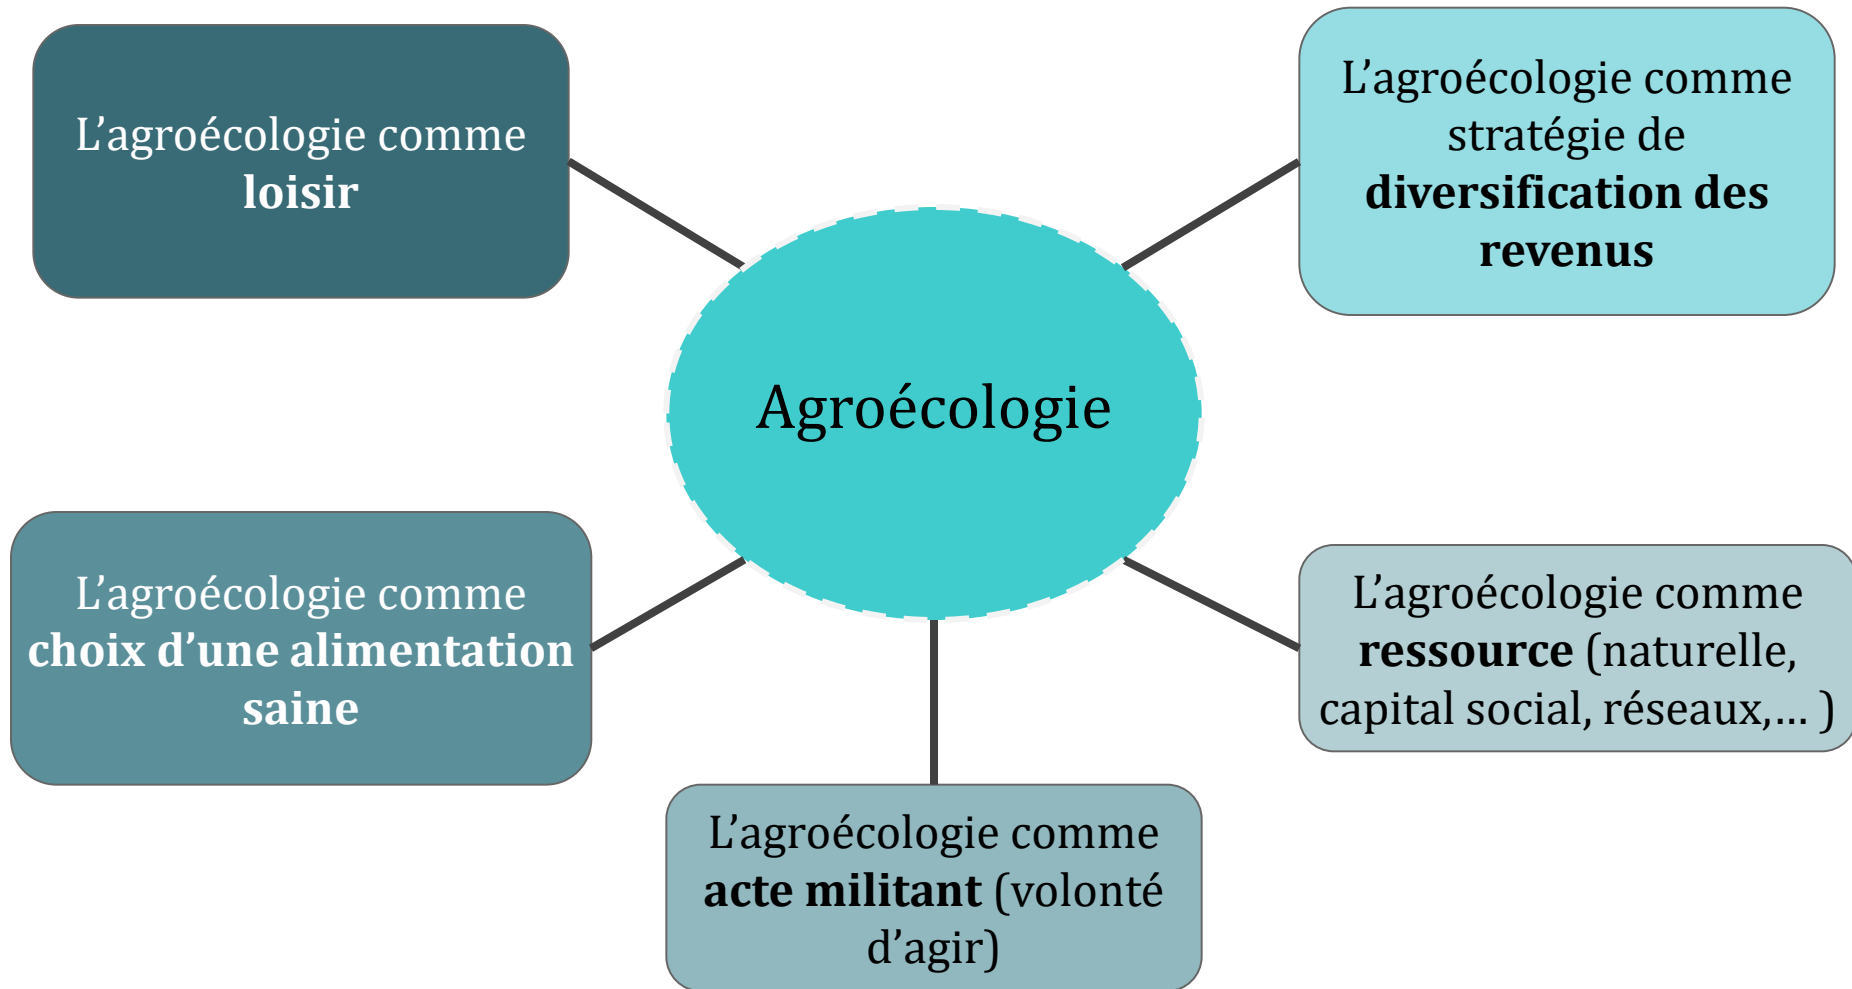 L’agroécologie comme
loisir
L’agroécologie comme
stratégie de
diversification des
revenus
Agroécologie
L’agroécologie comme
choix d’une alimentation
saine
L’agroécologie comme
ressource (naturelle,
capital social, réseaux,… )
L’agroécologie comme
acte militant (volonté
d’agir)